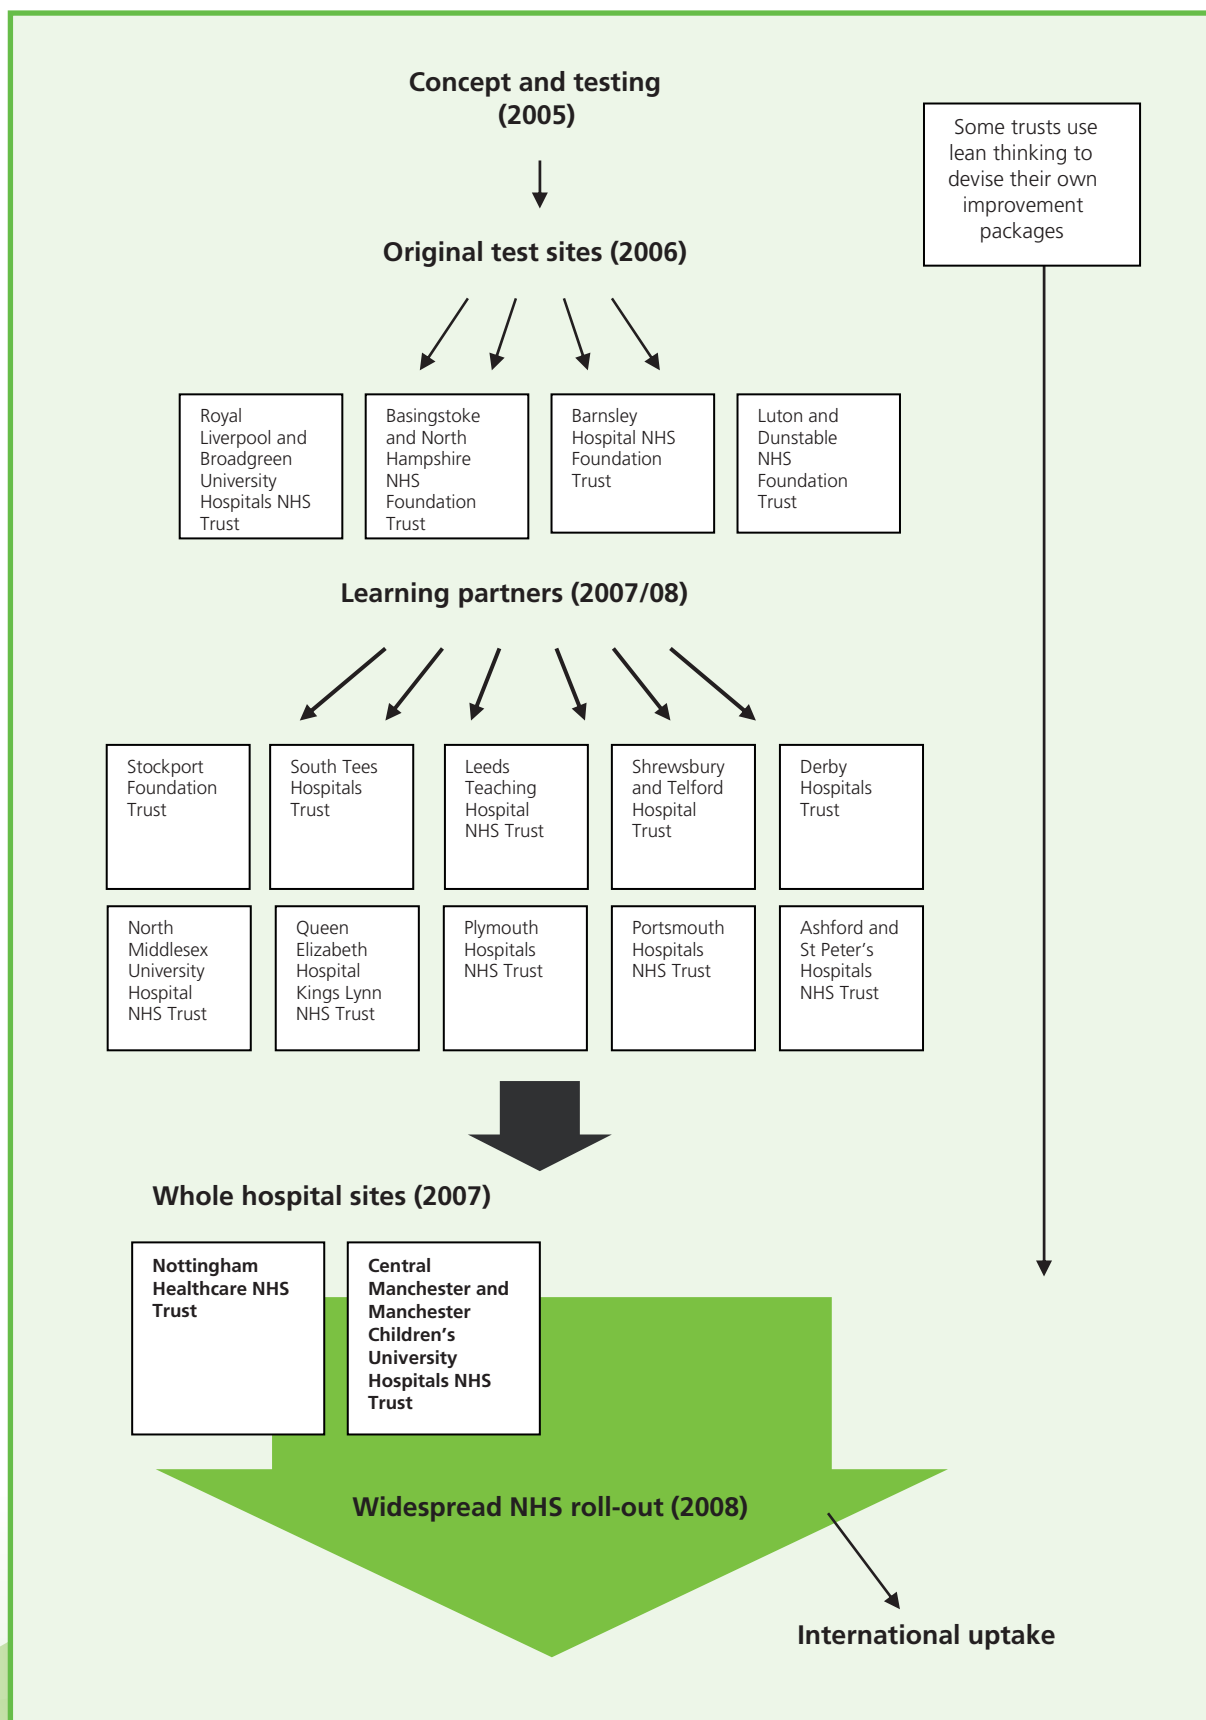 Concept and testing
(2005)
Some trusts use
lean thinking to
devise their own
improvement
packages
Original test sites (2006)
Royal
Liverpool and
Broadgreen
University
Hospitals NHS
Trust
Basingstoke
and North
Hampshire
NHS
Foundation
Trust
Barnsley
Hospital NHS
Foundation
Trust
Luton and
Dunstable
NHS
Foundation
Trust
Learning partners (2007/08)
Stockport
Foundation
Trust
South Tees
Hospitals
Trust
Leeds
Teaching
Hospital
NHS Trust
Shrewsbury
and Telford
Hospital
Trust
Derby
Hospitals
Trust
North
Middlesex
University
Hospital
NHS Trust
Queen
Elizabeth
Hospital
Kings Lynn
NHS Trust
Plymouth
Hospitals
NHS Trust
Portsmouth
Hospitals
NHS Trust
Ashford and
St Peter's
Hospitals
NHS Trust
Whole hospital sites (2007)
Nottingham
Healthcare NHS
Trust
Central
Manchester and
Manchester
Children's
University
Hospitals NHS
Trust
Widespread NHS roll-out (2008)
International uptake